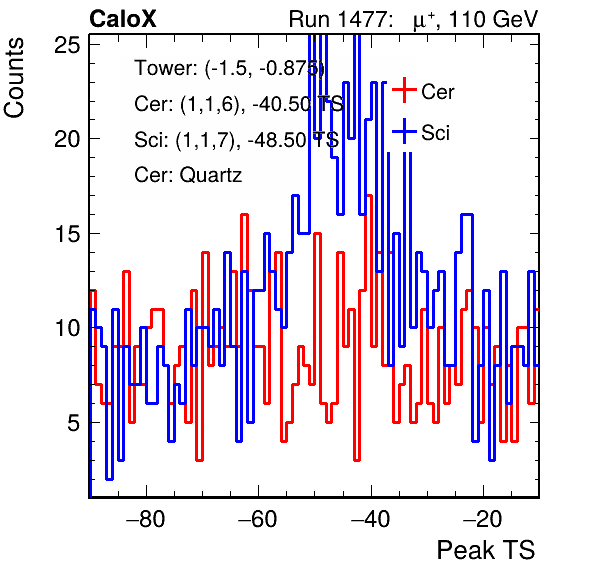 CaloX Run 1477: μ⁺, 110 GeV
Counts
25
20
15
10
5
Tower: (-1.5, -0.875)
Cer: (1,1,6), -40.50 TS
Sci: (1,1,7), -48.50 TS
Cer: Quartz
Cer
Sci
−80 −60 −40 −20
Peak TS